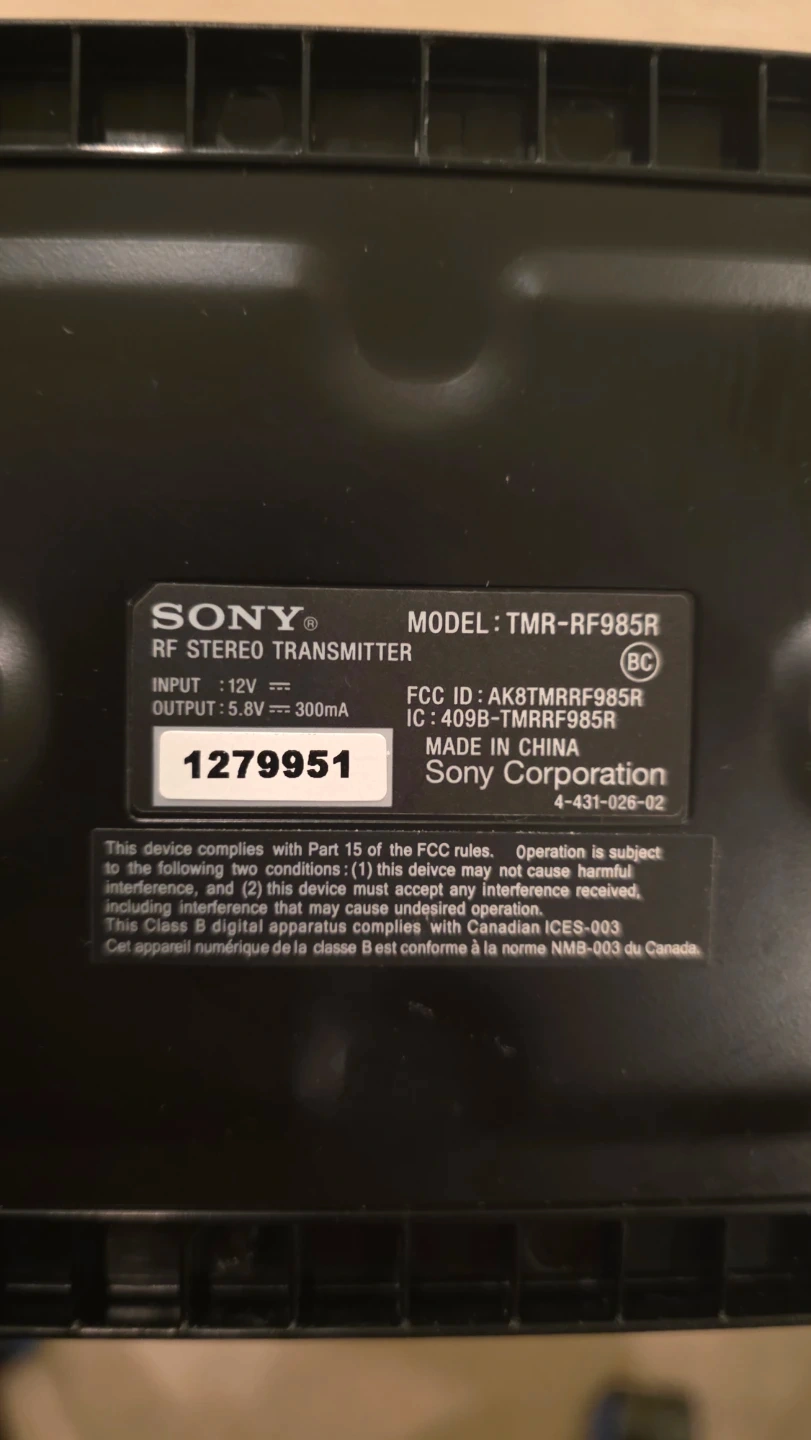 SONY®
RF STEREO TRANSMITTER
INPUT : 12V ⎓
OUTPUT : 5.8V ⎓ 300mA
1279951
MODEL : TMR-RF985R
BC
FCC ID : AK8TMRRF985R
IC : 409B-TMRRF985R
MADE IN CHINA
Sony Corporation
4-431-026-02
This device complies with Part 15 of the FCC rules. Operation is subject
to the following two conditions : (1) this deivce may not cause harmful
interference, and (2) this device must accept any interference received,
including interference that may cause undesired operation.
This Class B digital apparatus complies with Canadian ICES-003
Cet appareil numérique de la classe B est conforme à la norme NMB-003 du Canada.